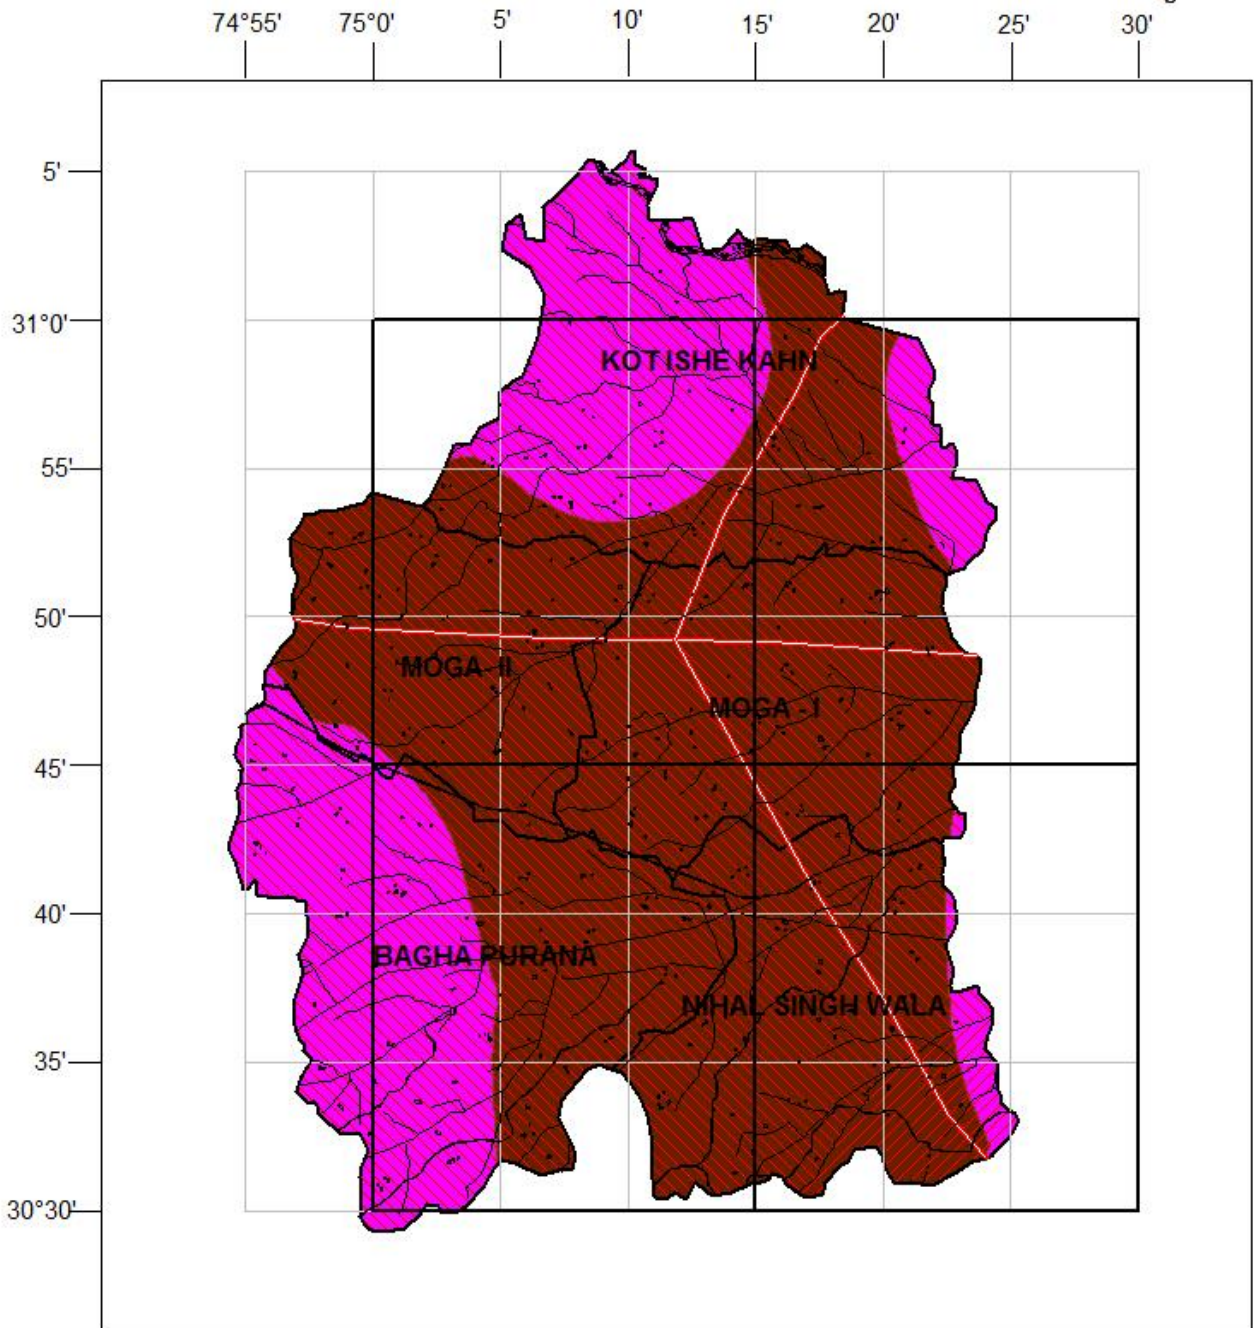 74°55' 75°0' 5' 10' 15' 20' 25' 30'
5'
31°0'
KOT ISHE KAHN
55'
50'
MOGA- II
MOGA - I
45'
40'
BAGHA PURANA
NIHAL SINGH WALA
35'
30°30'